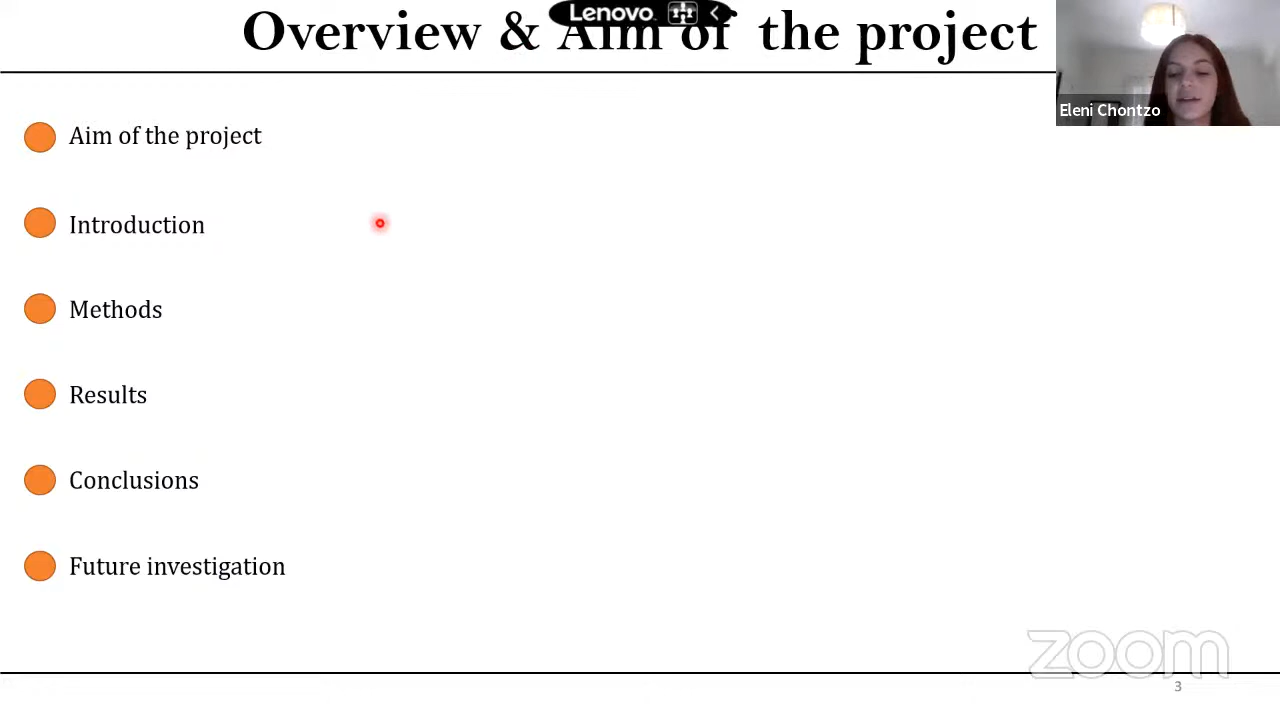 Lenovo
Overview & Aim of the project
Eleni Chontzo
Aim of the project
Introduction
Methods
Results
Conclusions
Future investigation
zoom
3